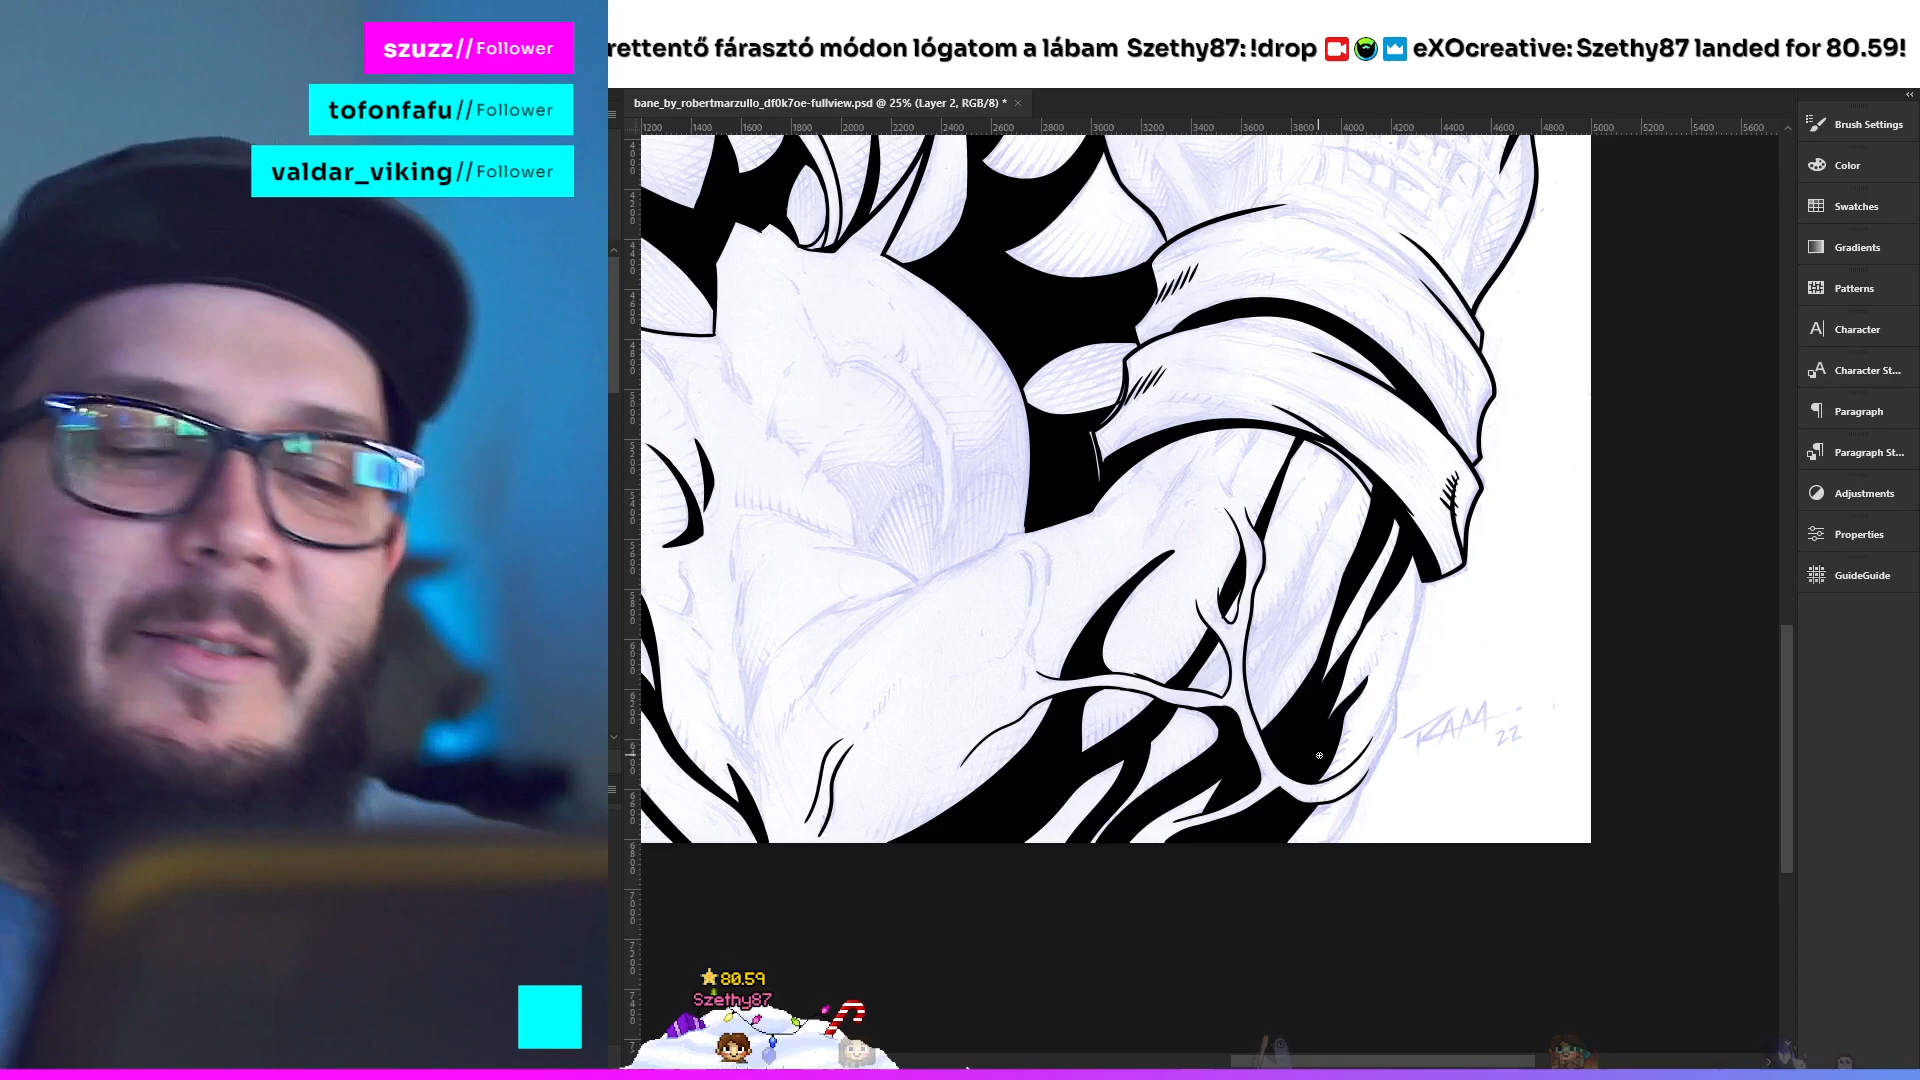 szuzz//Follower
tofonfafu//Follower
valdar_viking//Follower
rettentő fárasztó módon lógatom a lábam Szethy87: !drop eXOcreative: Szethy87 landed for 80.59!
bane_by_robertmarzullo_df0k7oe-fullview.psd @ 25% (Layer 2, RGB/8) * ×
1200 1400 1600 1800 2000 2200 2400 2600 2800 3000 3200 3400 3600 3800 4000 4200 4400 4600 4800 5000 5200 5400 5600
Brush Settings
Color
Swatches
Gradients
Patterns
Character
Character St...
Paragraph
Paragraph St...
Adjustments
Properties
GuideGuide
RAM
22
80.59
Szethy87